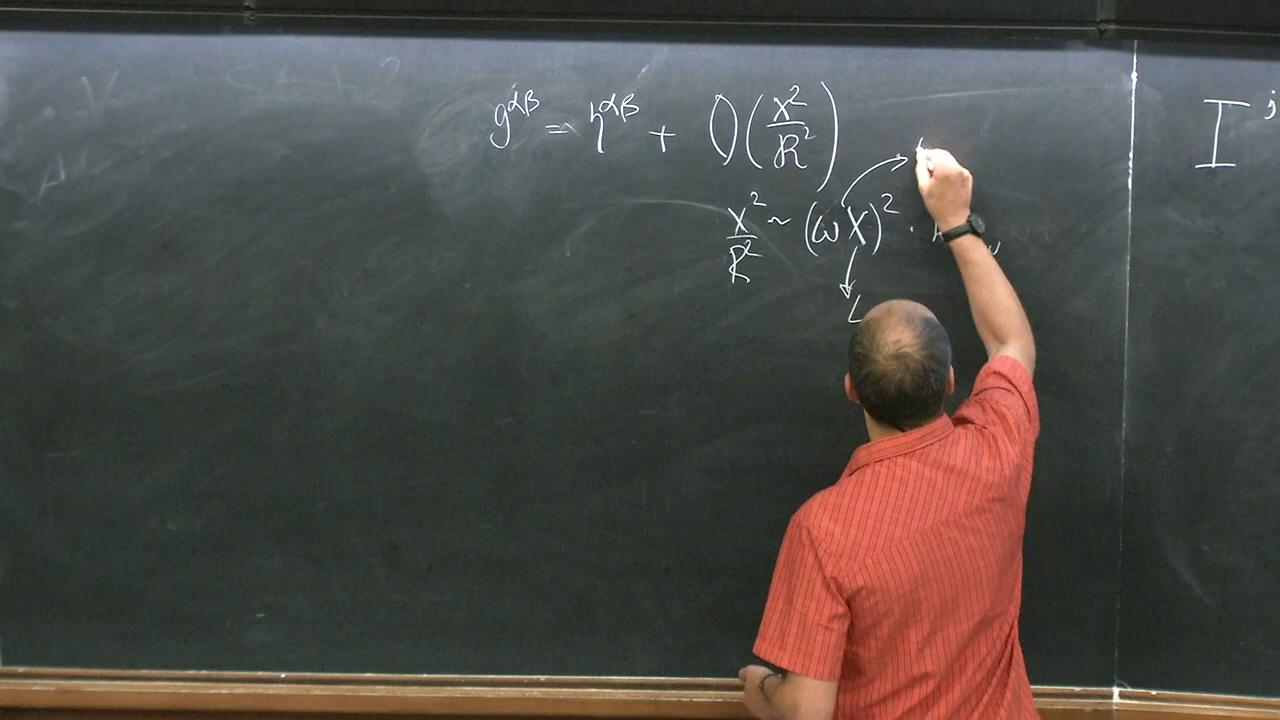 g^{αβ} = η^{αβ} + O(x²/R²)
x²/R² ~ (ωX)² ·
L
I^j